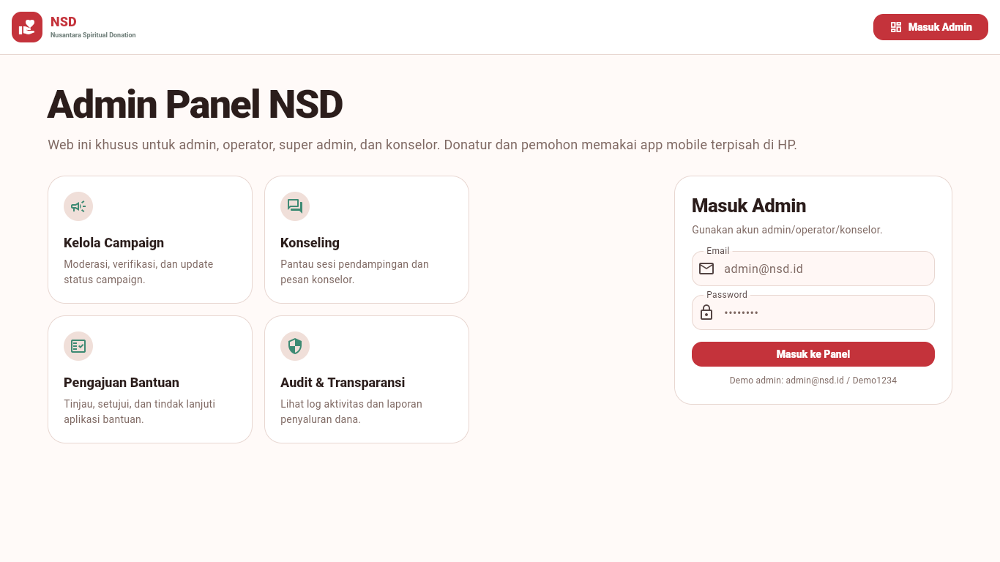 NSD
Nusantara Spiritual Donation
Masuk Admin
Admin Panel NSD
Web ini khusus untuk admin, operator, super admin, dan konselor. Donatur dan pemohon memakai app mobile terpisah di HP.
Kelola Campaign
Moderasi, verifikasi, dan update
status campaign.
Konseling
Pantau sesi pendampingan dan
pesan konselor.
Pengajuan Bantuan
Tinjau, setujui, dan tindak lanjuti
aplikasi bantuan.
Audit & Transparansi
Lihat log aktivitas dan laporan
penyaluran dana.
Masuk Admin
Gunakan akun admin/operator/konselor.
Email
admin@nsd.id
Password
••••••••
Masuk ke Panel
Demo admin: admin@nsd.id / Demo1234